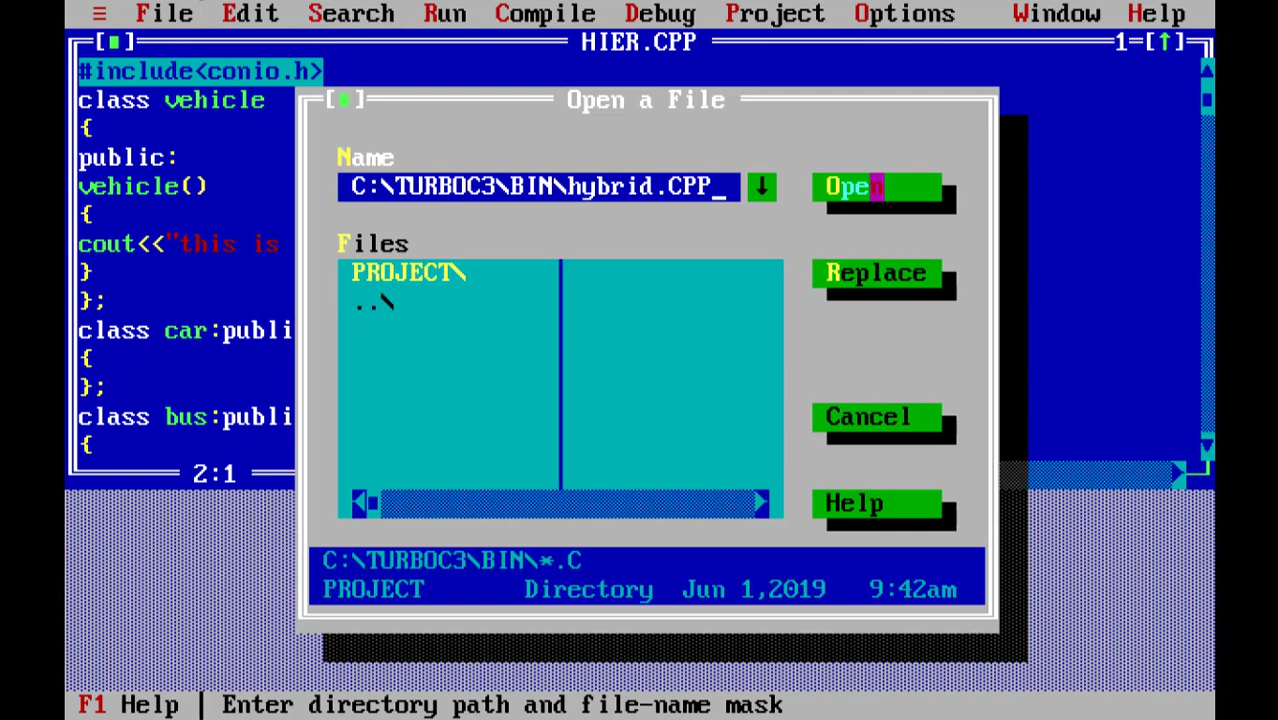 ≡ File Edit Search Run Compile Debug Project Options Window Help
[■] HIER.CPP 1=[↑]
#include<conio.h>
class vehicle
{
public:
vehicle()
{
cout<<"this is
}
};
class car:publi
{
};
class bus:publi
{
2:1
[■] Open a File
Name
C:\TURBOC3\BIN\hybrid.CPP_ ↓ Open
Files
PROJECT\
..\
Replace
Cancel
Help
C:\TURBOC3\BIN\*.C
PROJECT Directory Jun 1,2019 9:42am
F1 Help | Enter directory path and file-name mask